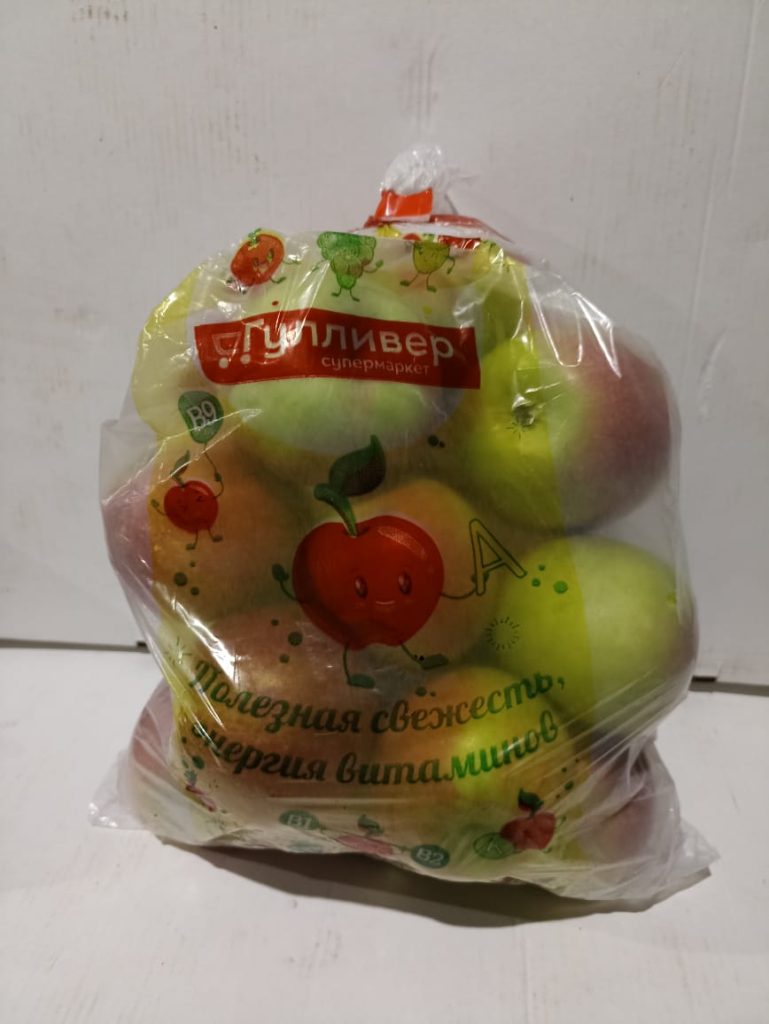 Гулливер
супермаркет
B9
A
Полезная свежесть,
энергия витаминов
B1
B2
K